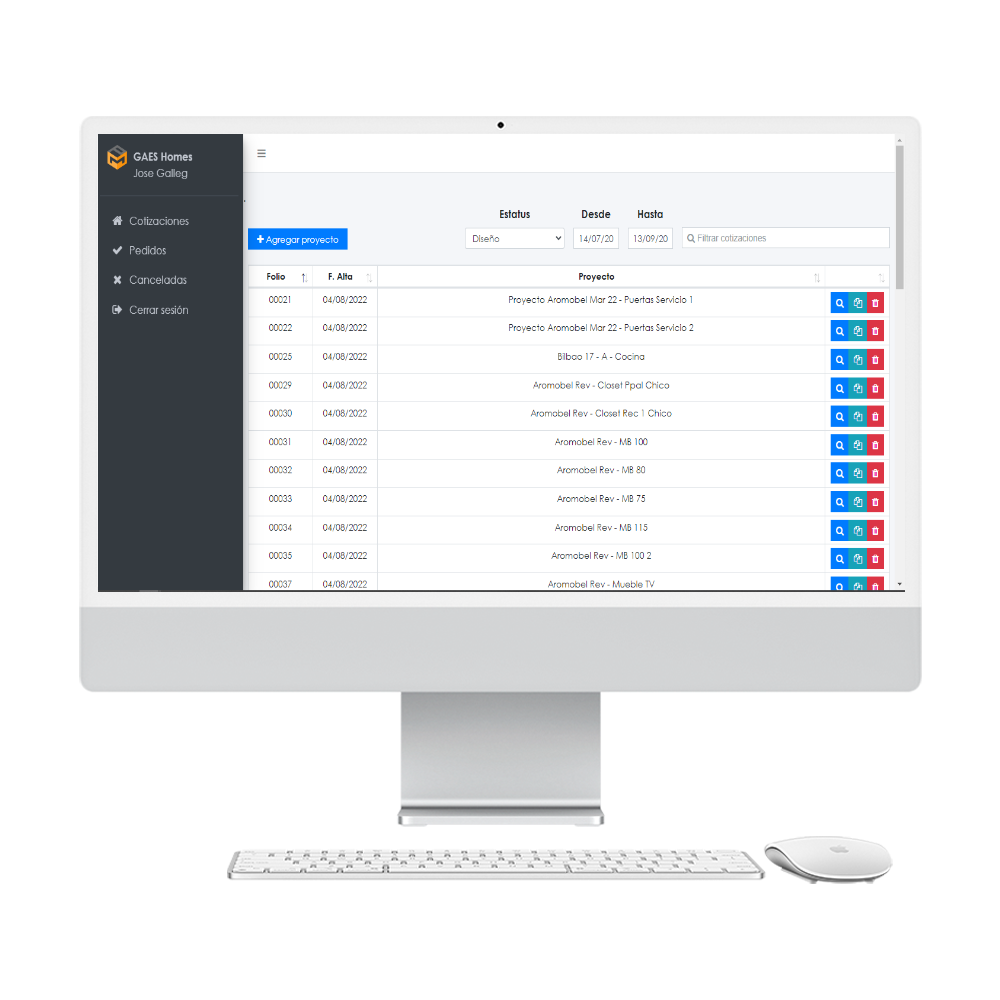 GAES Homes
Jose Galleg
Cotizaciones
Pedidos
Canceladas
Cerrar sesión
Estatus Desde Hasta
Agregar proyecto Diseño 14/07/20 13/09/20 Filtrar cotizaciones
Folio F. Alta Proyecto
00021 04/08/2022 Proyecto Aromobel Mar 22 - Puertas Servicio 1
00022 04/08/2022 Proyecto Aromobel Mar 22 - Puertas Servicio 2
00025 04/08/2022 Bilbao 17 - A - Cocina
00029 04/08/2022 Aromobel Rev - Closet Ppal Chico
00030 04/08/2022 Aromobel Rev - Closet Rec 1 Chico
00031 04/08/2022 Aromobel Rev - MB 100
00032 04/08/2022 Aromobel Rev - MB 80
00033 04/08/2022 Aromobel Rev - MB 75
00034 04/08/2022 Aromobel Rev - MB 115
00035 04/08/2022 Aromobel Rev - MB 100 2
00037 04/08/2022 Aromobel Rev - Mueble TV